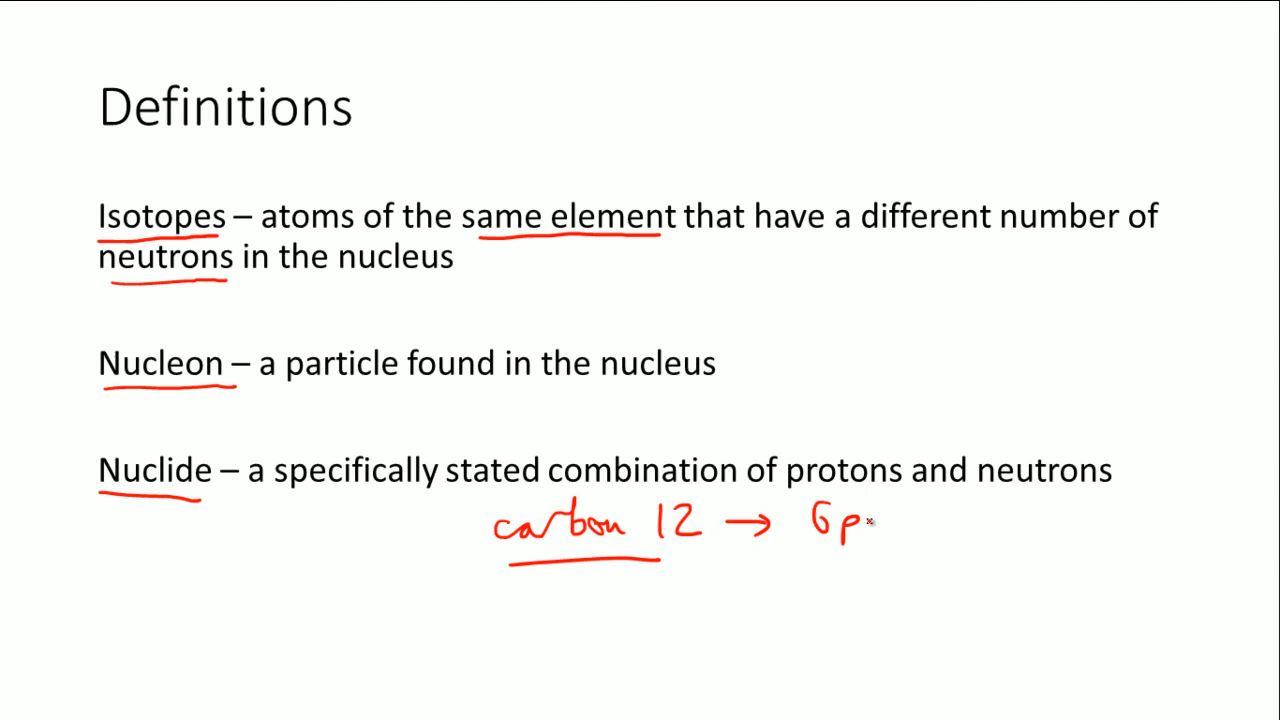 Definitions
Isotopes – atoms of the same element that have a different number of
neutrons in the nucleus
Nucleon – a particle found in the nucleus
Nuclide – a specifically stated combination of protons and neutrons
carbon 12 → 6p